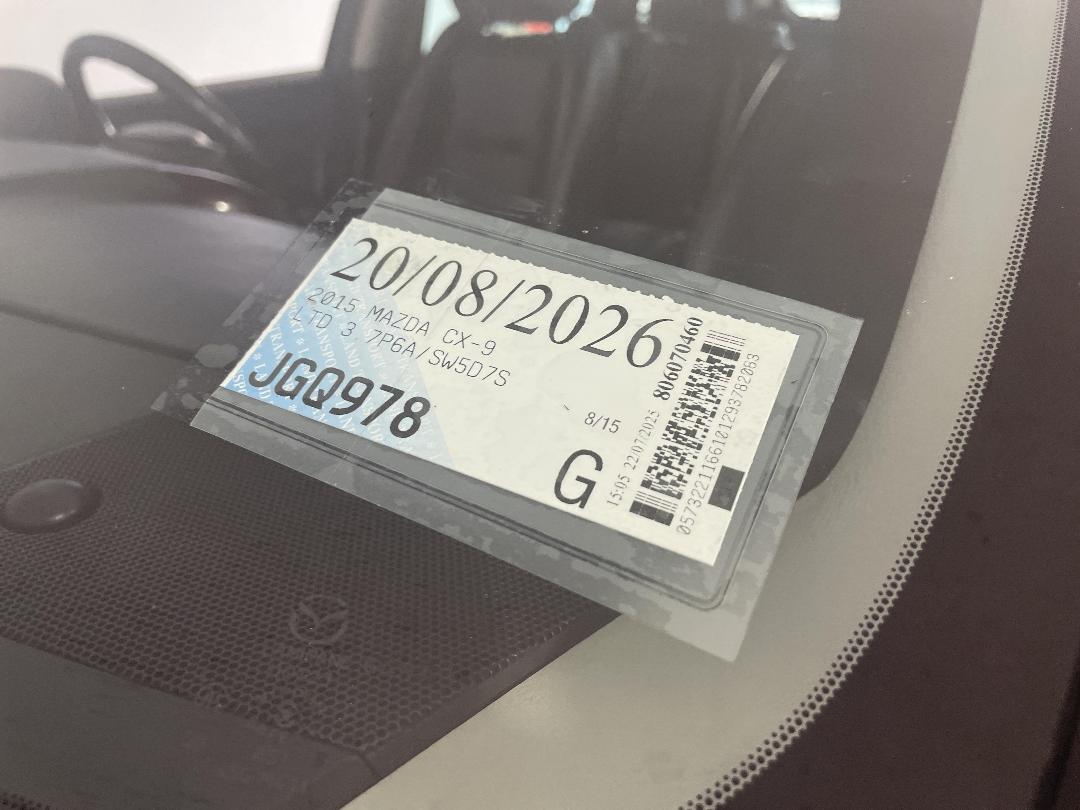 20/08/2026
2015 MAZDA CX-9
LTD 3 7P6A/SW5D7S
JGQ978
8/15
G
15:05 22/07/2025 806070460
0573221166101293782063